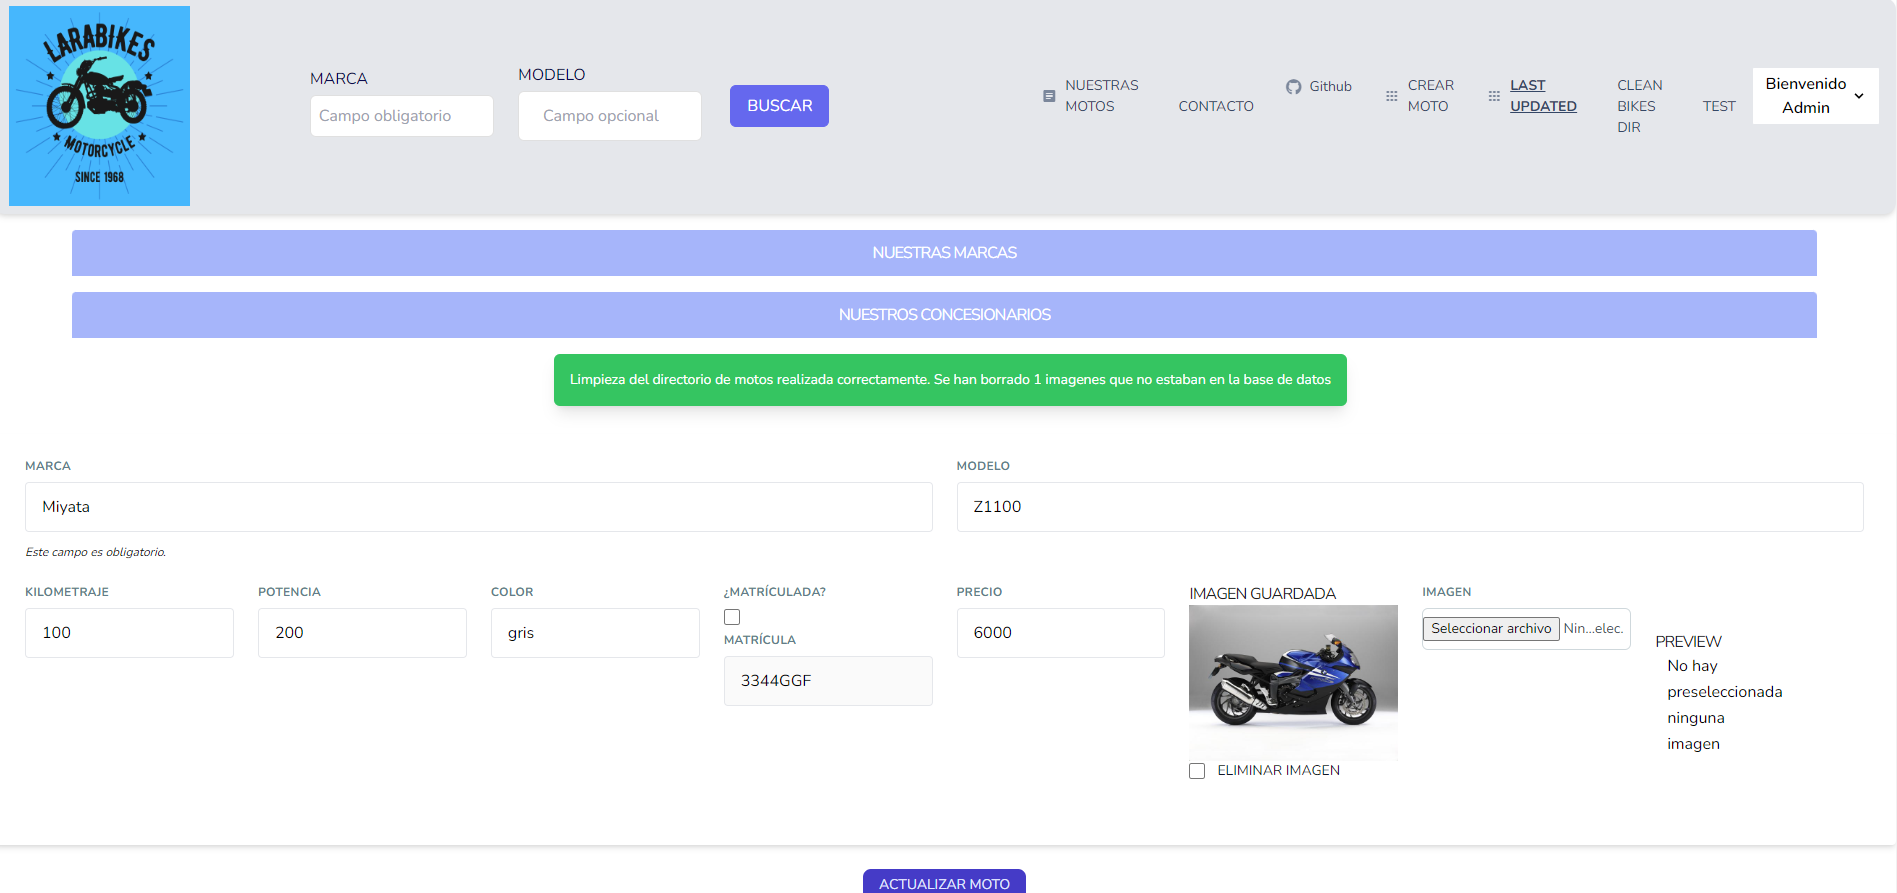 LARABIKES
MOTORCYCLE
SINCE 1968
MARCA
Campo obligatorio
MODELO
Campo opcional
BUSCAR
NUESTRAS
MOTOS
CONTACTO
Github
CREAR
MOTO
LAST
UPDATED
CLEAN
BIKES
DIR
TEST
Bienvenido
Admin
NUESTRAS MARCAS
NUESTROS CONCESIONARIOS
Limpieza del directorio de motos realizada correctamente. Se han borrado 1 imagenes que no estaban en la base de datos
MARCA
Miyata
Este campo es obligatorio.
MODELO
Z1100
KILOMETRAJE
100
POTENCIA
200
COLOR
gris
¿MATRÍCULADA?
MATRÍCULA
3344GGF
PRECIO
6000
IMAGEN GUARDADA
ELIMINAR IMAGEN
IMAGEN
Seleccionar archivo Nin...elec.
PREVIEW
No hay
preseleccionada
ninguna
imagen
ACTUALIZAR MOTO